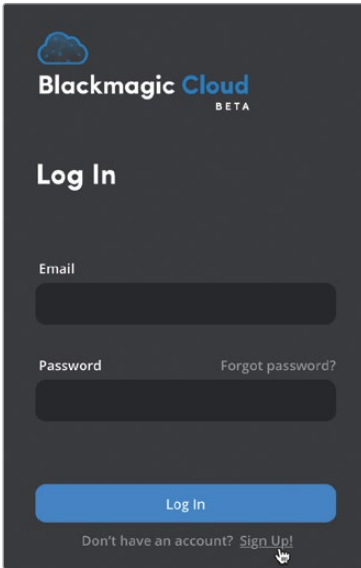 Blackmagic Cloud
BETA
Log In
Email
Password Forgot password?
Log In
Don't have an account? Sign Up!